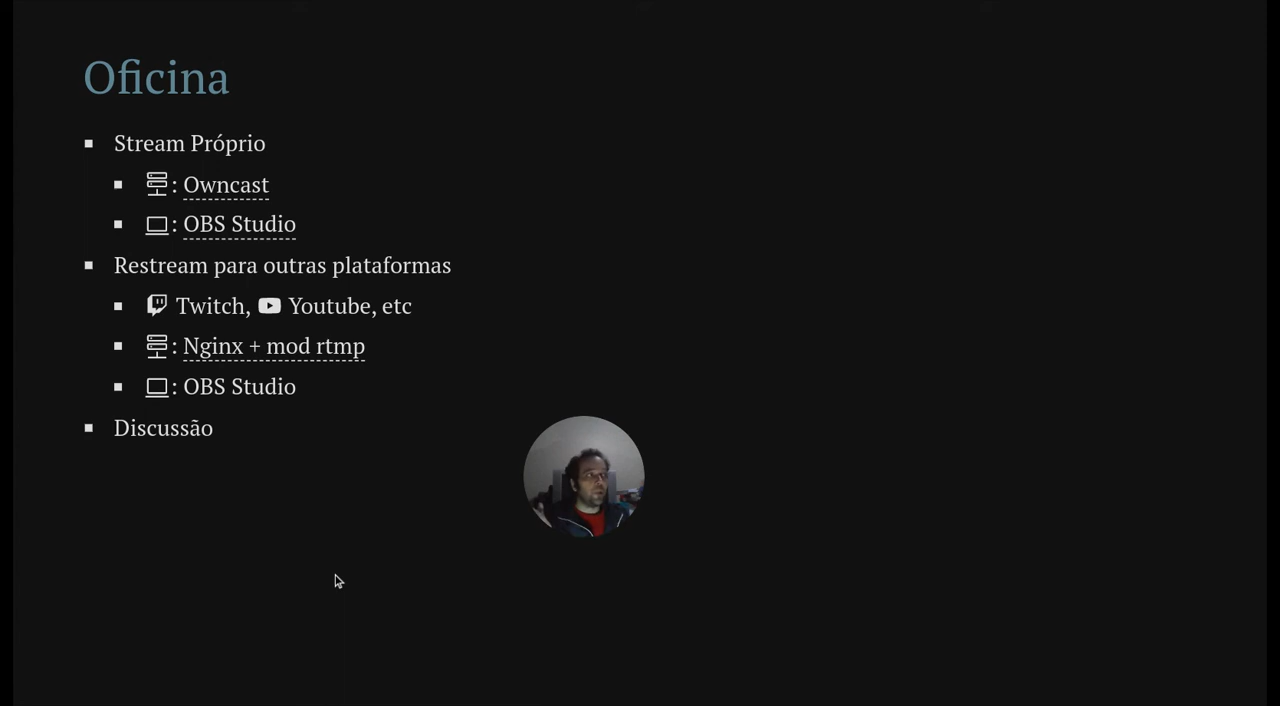 Oficina
Stream Próprio
: Owncast
: OBS Studio
Restream para outras plataformas
Twitch, Youtube, etc
: Nginx + mod rtmp
: OBS Studio
Discussão